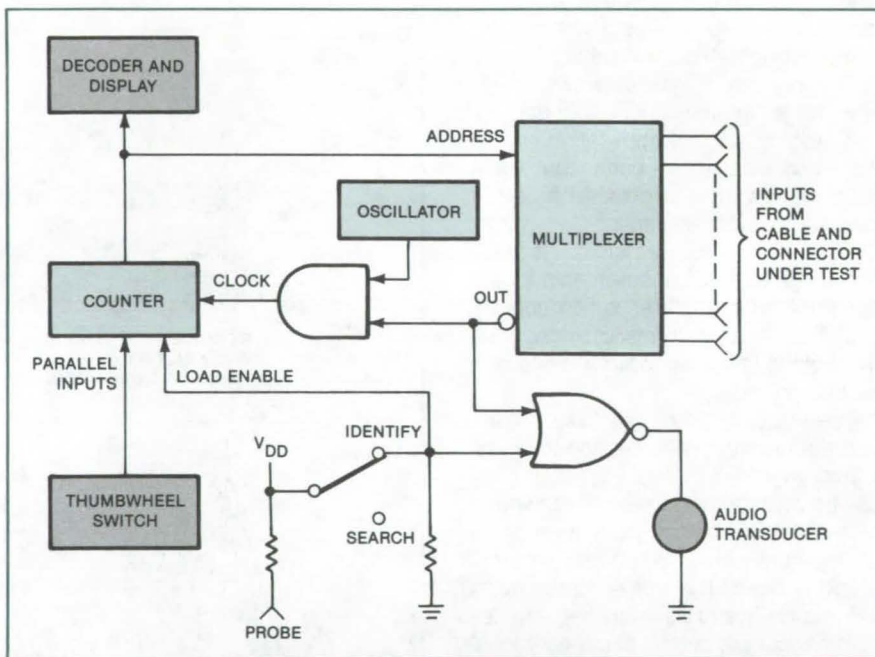 DECODER AND
DISPLAY
ADDRESS
OSCILLATOR
MULTIPLEXER
INPUTS
FROM
CABLE AND
CONNECTOR
UNDER TEST
CLOCK
COUNTER
OUT
PARALLEL
INPUTS
LOAD ENABLE
VDD
IDENTIFY
THUMBWHEEL
SWITCH
SEARCH
AUDIO
TRANSDUCER
PROBE